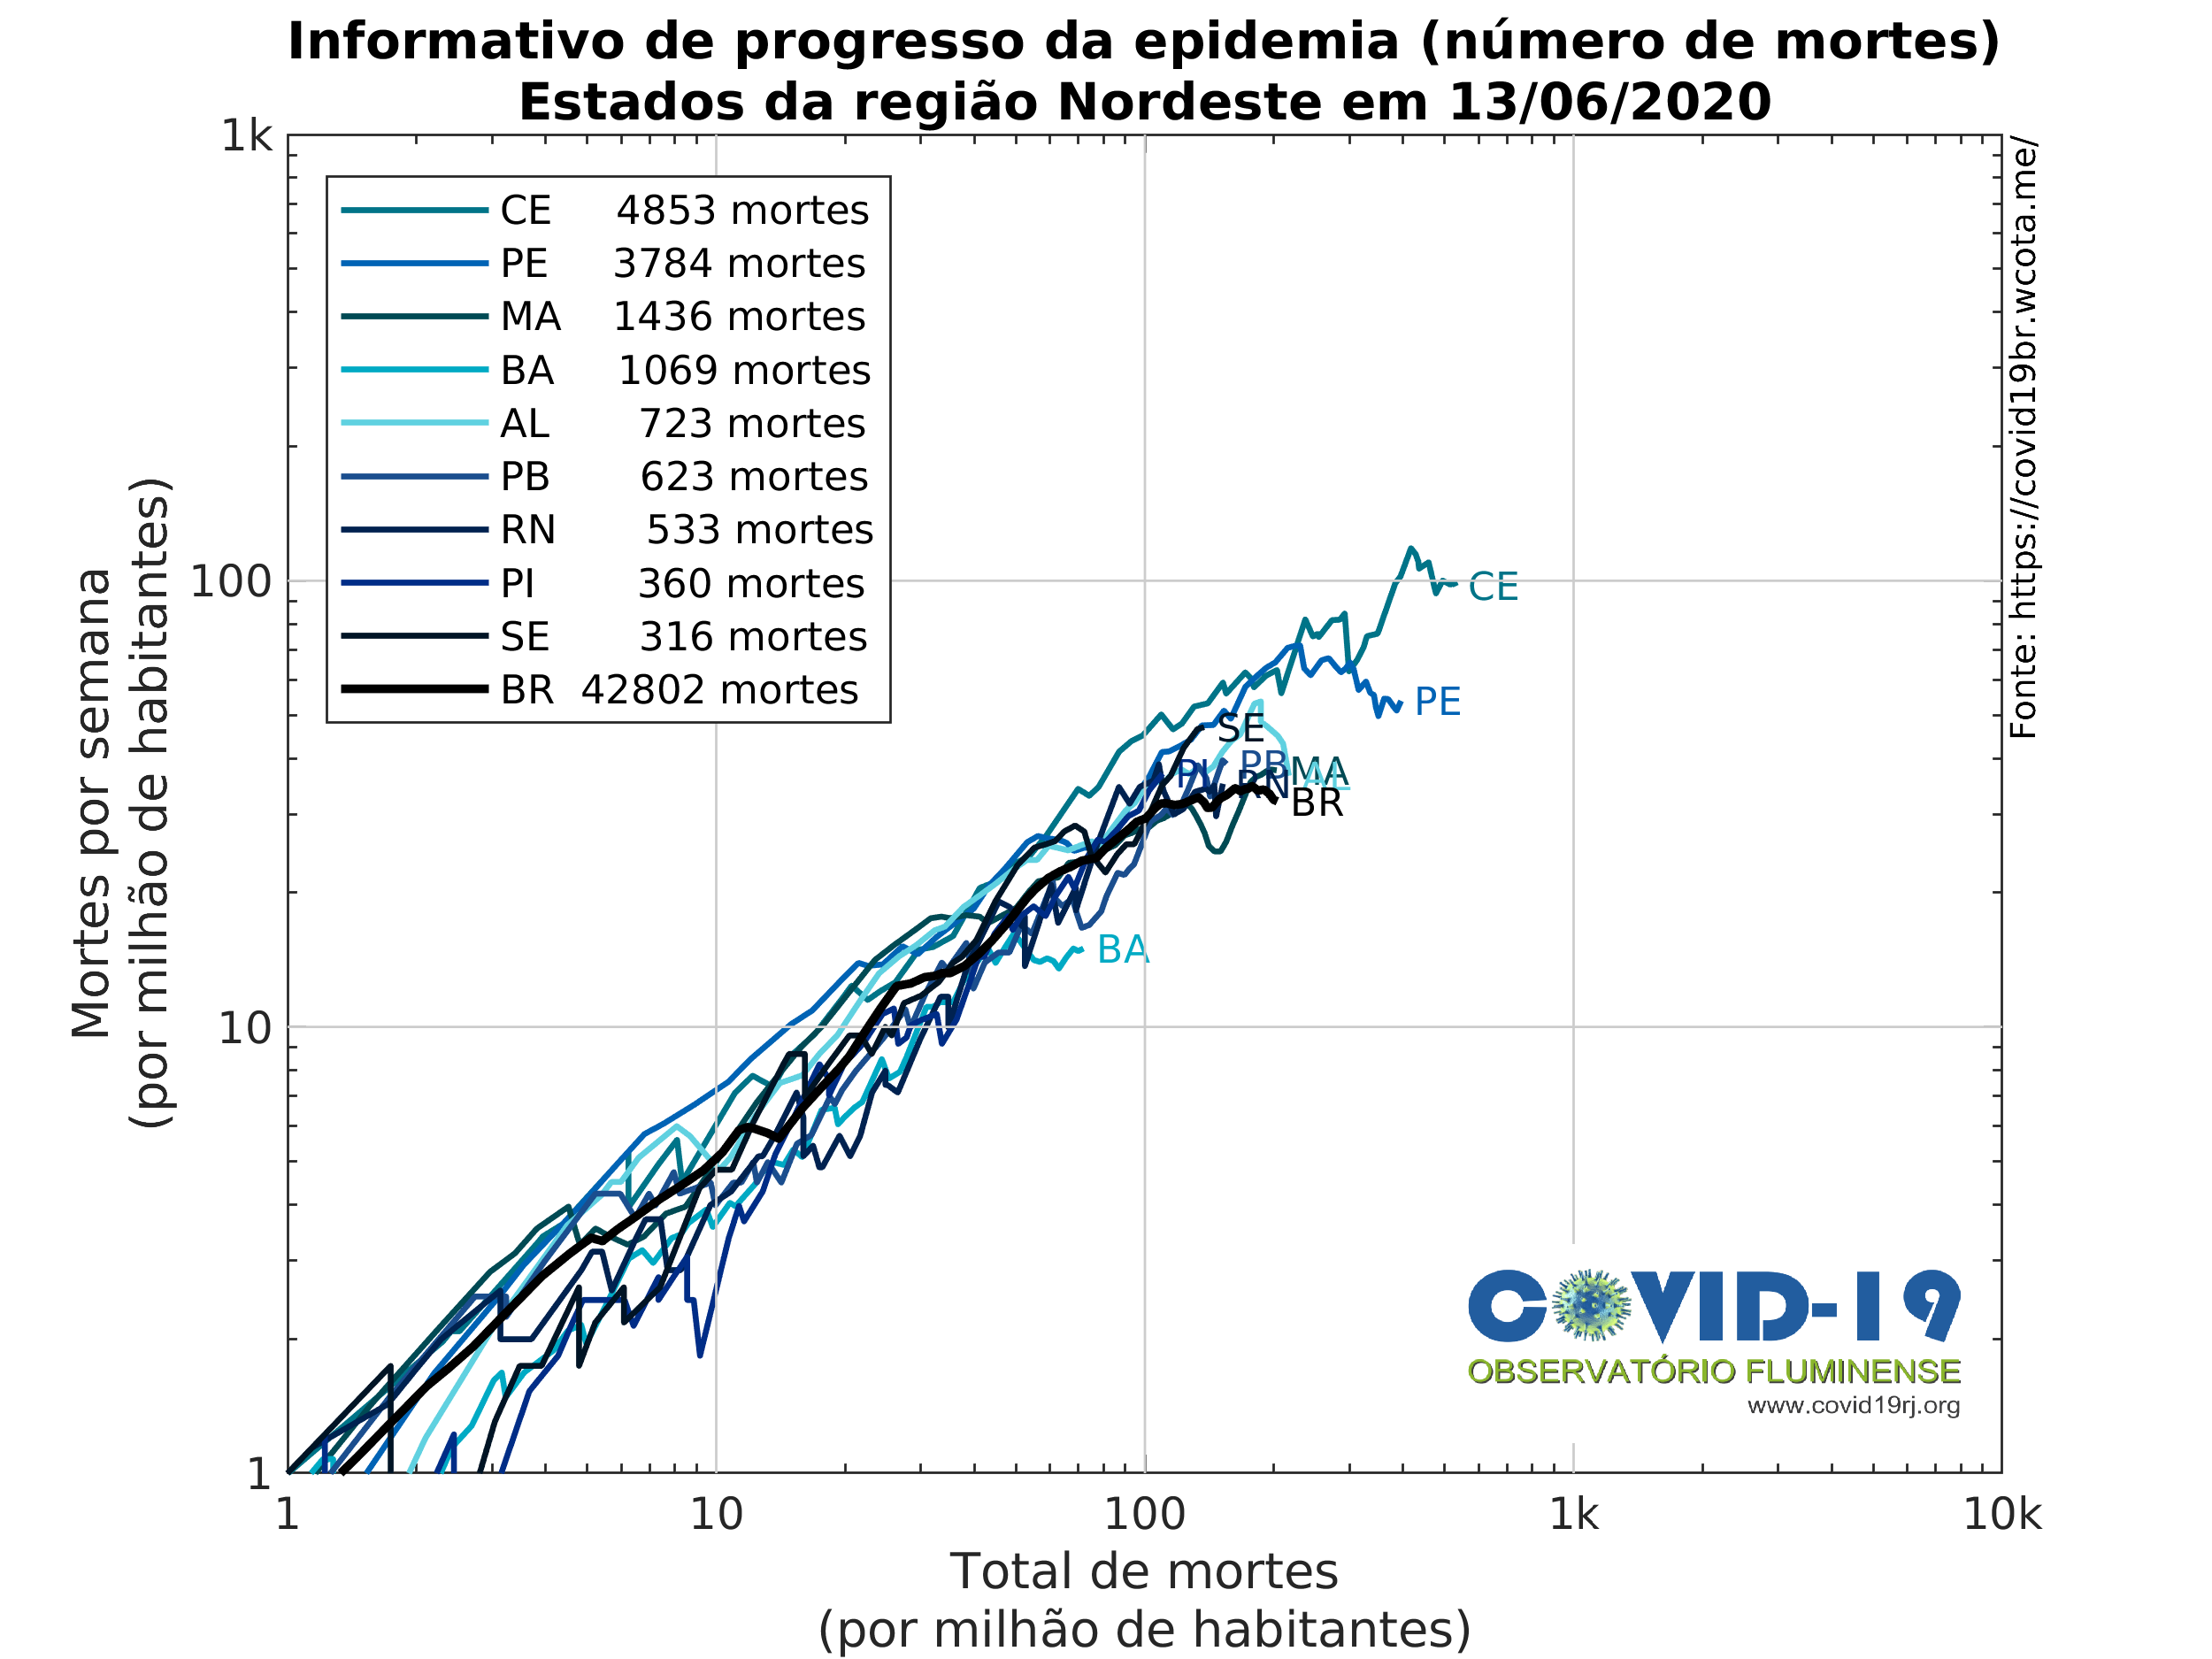 Informativo de progresso da epidemia (número de mortes)
Estados da região Nordeste em 13/06/2020
1k
100
10
1
Mortes por semana
(por milhão de habitantes)
CE 4853 mortes
PE 3784 mortes
MA 1436 mortes
BA 1069 mortes
AL 723 mortes
PB 623 mortes
RN 533 mortes
PI 360 mortes
SE 316 mortes
BR 42802 mortes
CE
PE
SE
PI
PB
RN
MA
AL
BR
BA
Fonte: https://covid19br.wcota.me/
COVID-19
OBSERVATÓRIO FLUMINENSE
www.covid19rj.org
1
10
100
1k
10k
Total de mortes
(por milhão de habitantes)